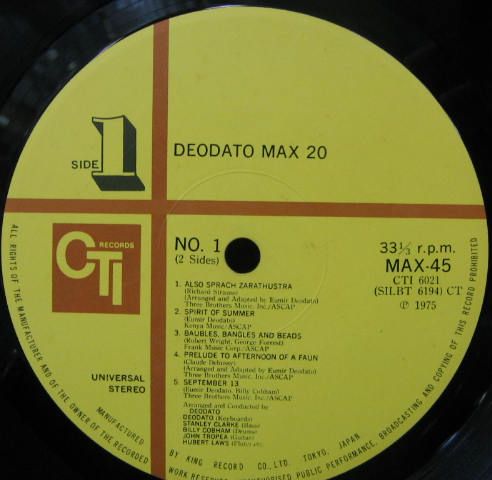 DEODATO MAX 20
SIDE 1
CTI
RECORDS
NO. 1
(2 Sides)
33⅓ r.p.m.
MAX-45
CTI 6021
(SILBT 6194) CT
℗ 1975
1. ALSO SPRACH ZARATHUSTRA
(Richard Strauss)
(Arranged and Adapted by Eumir Deodato)
Three Brothers Music. Inc./ASCAP
2. SPIRIT OF SUMMER
(Eumir Deodato)
Kenya Music/ASCAP
3. BAUBLES, BANGLES AND BEADS
(Robert Wright, George Forrest)
Frank Music Corp./ASCAP
4. PRELUDE TO AFTERNOON OF A FAUN
(Claude Debussy)
(Arranged and Adapted by Eumir Deodato)
Three Brothers Music. Inc./ASCAP
5. SEPTEMBER 13
(Eumir Deodato, Billy Cobham)
Three Brothers Music. Inc./ASCAP
Arranged and Conducted by
DEODATO
DEODATO (Keyboards)
STANLEY CLARKE (Bass)
BILLY COBHAM (Drums)
JOHN TROPEA (Guitar)
HUBERT LAWS (Flute)
UNIVERSAL
STEREO
ALL RIGHTS OF THE MANUFACTURER AND OF THE OWNER OF THE RECORDED WORK RESERVED. UNAUTHORISED PUBLIC PERFORMANCE, BROADCASTING AND COPYING OF THIS RECORD PROHIBITED
MANUFACTURED BY KING RECORD CO., LTD. TOKYO, JAPAN